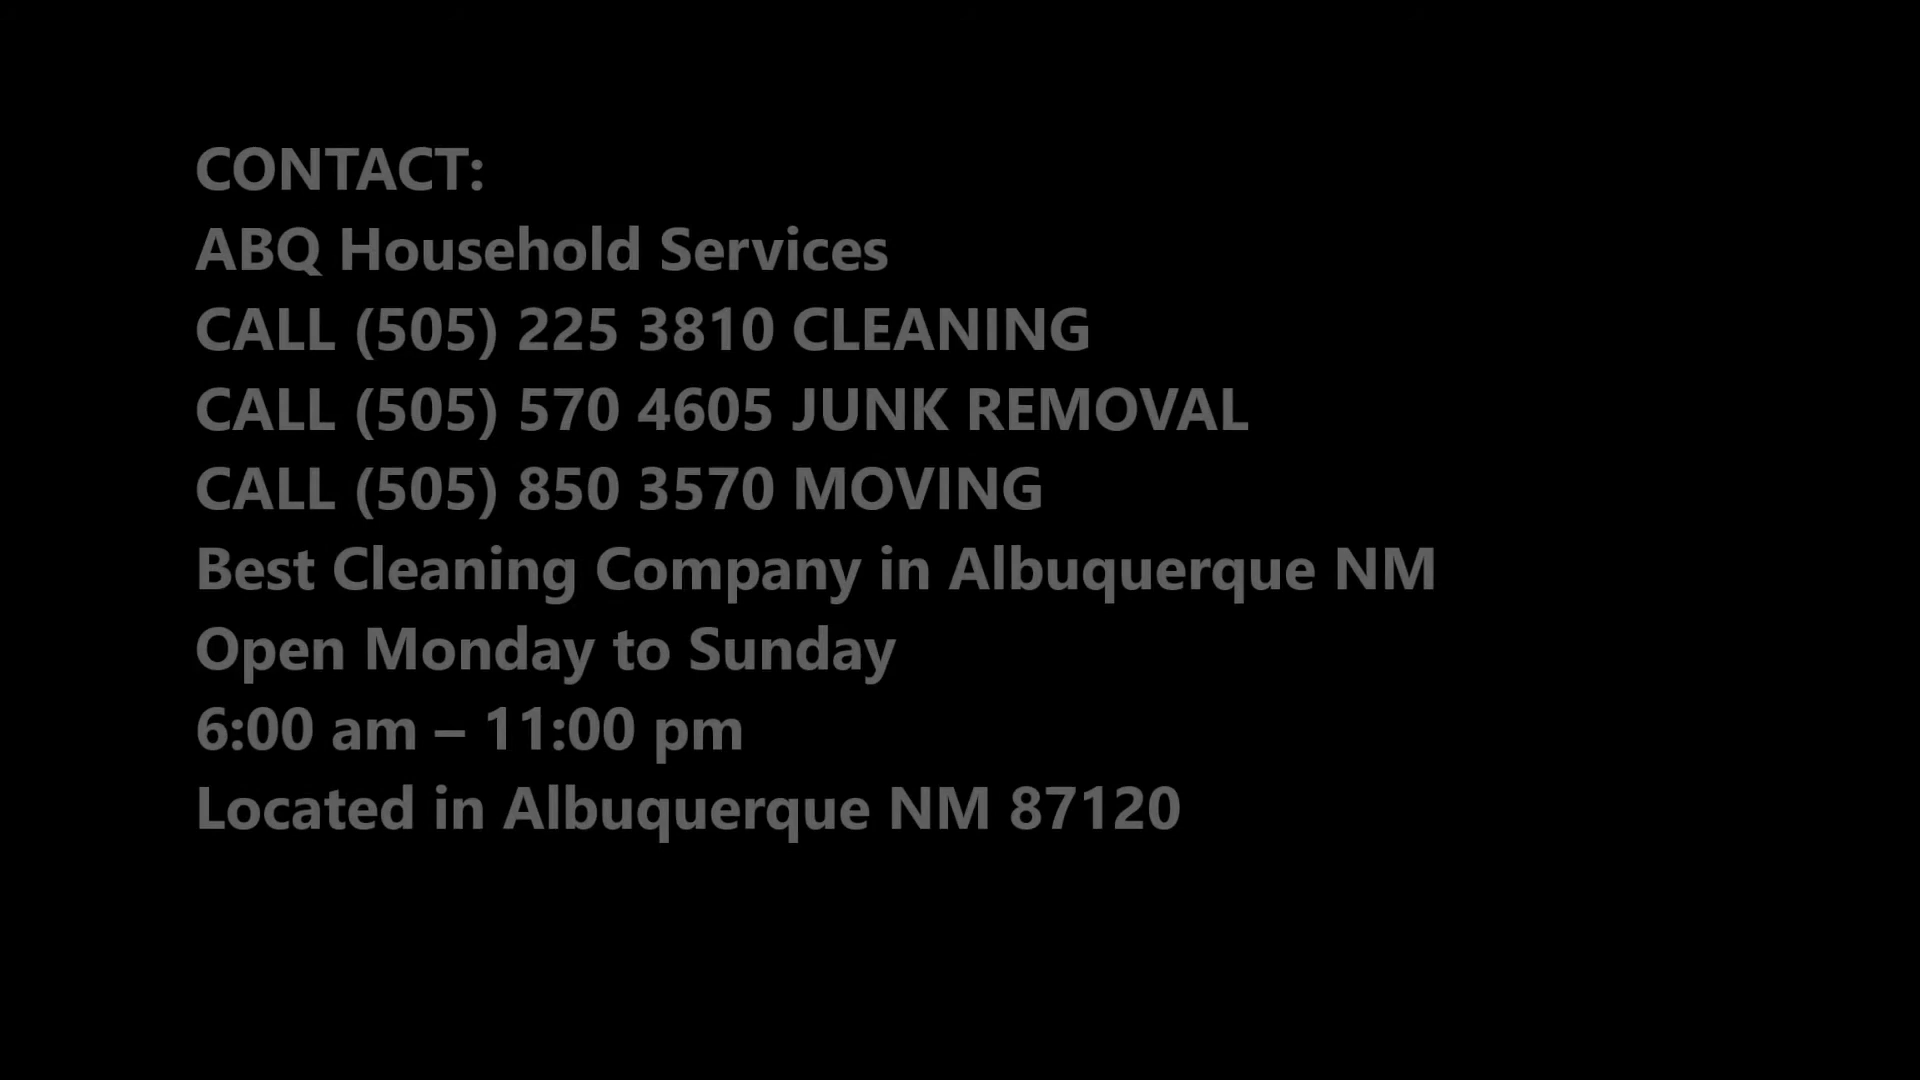 CONTACT:
ABQ Household Services
CALL (505) 225 3810 CLEANING
CALL (505) 570 4605 JUNK REMOVAL
CALL (505) 850 3570 MOVING
Best Cleaning Company in Albuquerque NM
Open Monday to Sunday
6:00 am – 11:00 pm
Located in Albuquerque NM 87120